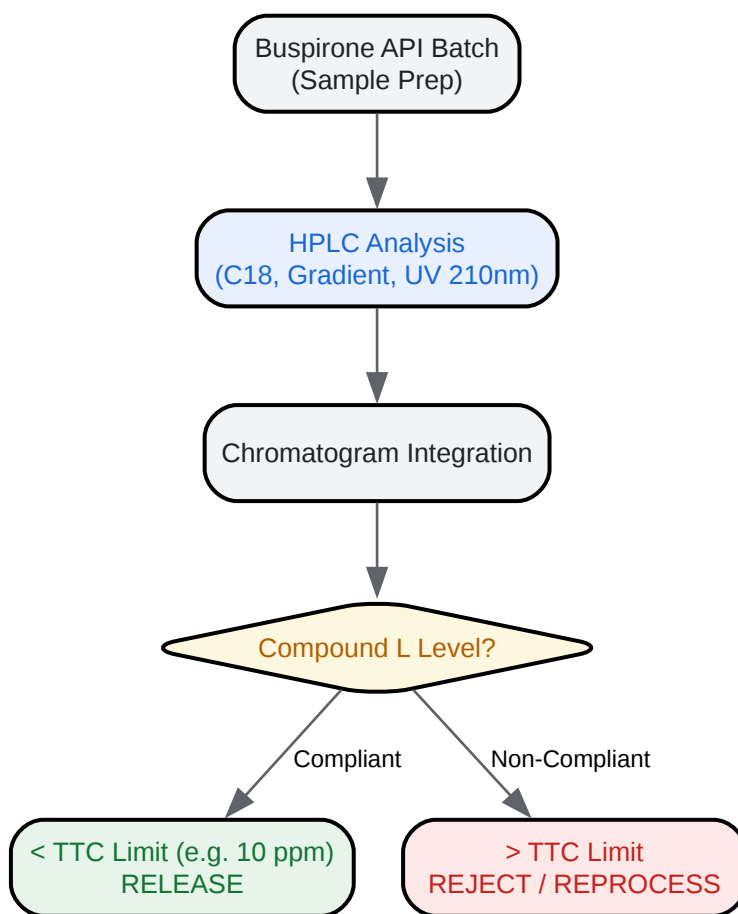 Buspirone API Batch
(Sample Prep)
HPLC Analysis
(C18, Gradient, UV 210nm)
Chromatogram Integration
Compound L Level?
Compliant
Non-Compliant
< TTC Limit (e.g. 10 ppm)
RELEASE
> TTC Limit
REJECT / REPROCESS